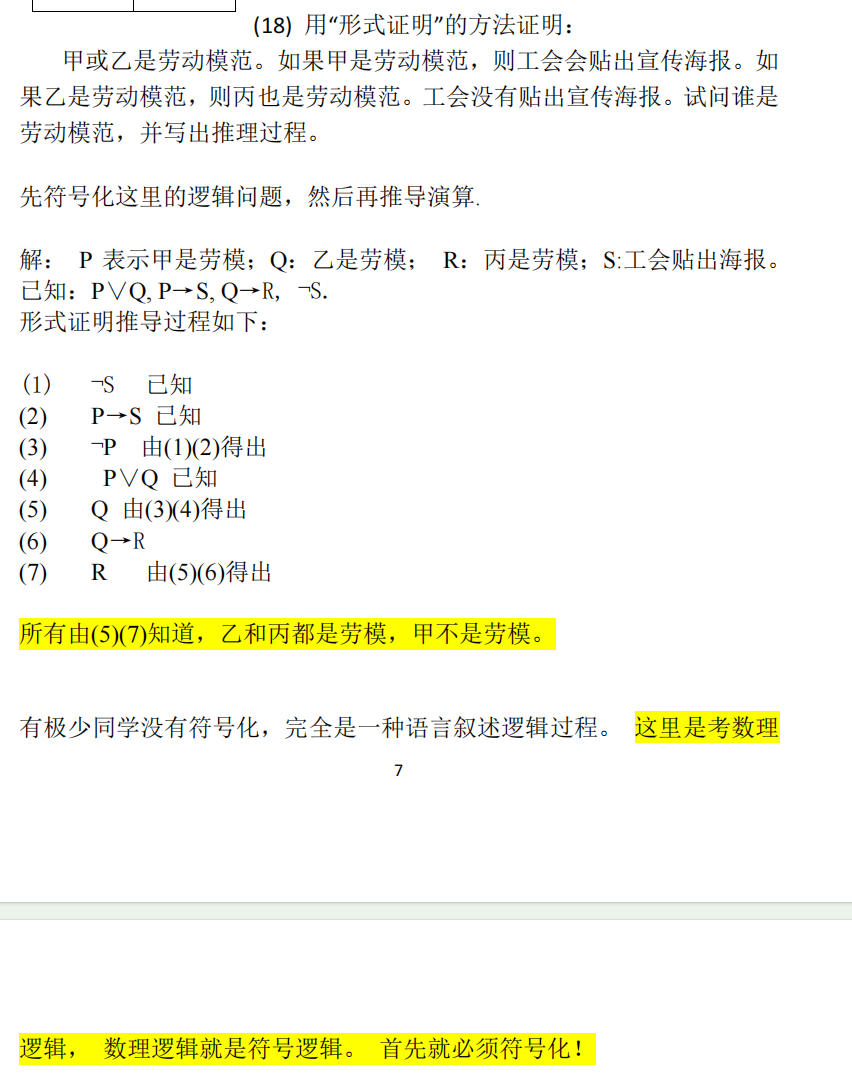 (18) 用“形式证明”的方法证明：
甲或乙是劳动模范。如果甲是劳动模范，则工会会贴出宣传海报。如
果乙是劳动模范，则丙也是劳动模范。工会没有贴出宣传海报。试问谁是
劳动模范，并写出推理过程。
先符号化这里的逻辑问题，然后再推导演算.
解： P 表示甲是劳模；Q：乙是劳模； R：丙是劳模；S:工会贴出海报。
已知：P∨Q, P→S, Q→R, ¬S.
形式证明推导过程如下：
(1) ¬S 已知
(2) P→S 已知
(3) ¬P 由(1)(2)得出
(4) P∨Q 已知
(5) Q 由(3)(4)得出
(6) Q→R
(7) R 由(5)(6)得出
所有由(5)(7)知道，乙和丙都是劳模，甲不是劳模。
有极少同学没有符号化，完全是一种语言叙述逻辑过程。 这里是考数理
7
逻辑， 数理逻辑就是符号逻辑。 首先就必须符号化！